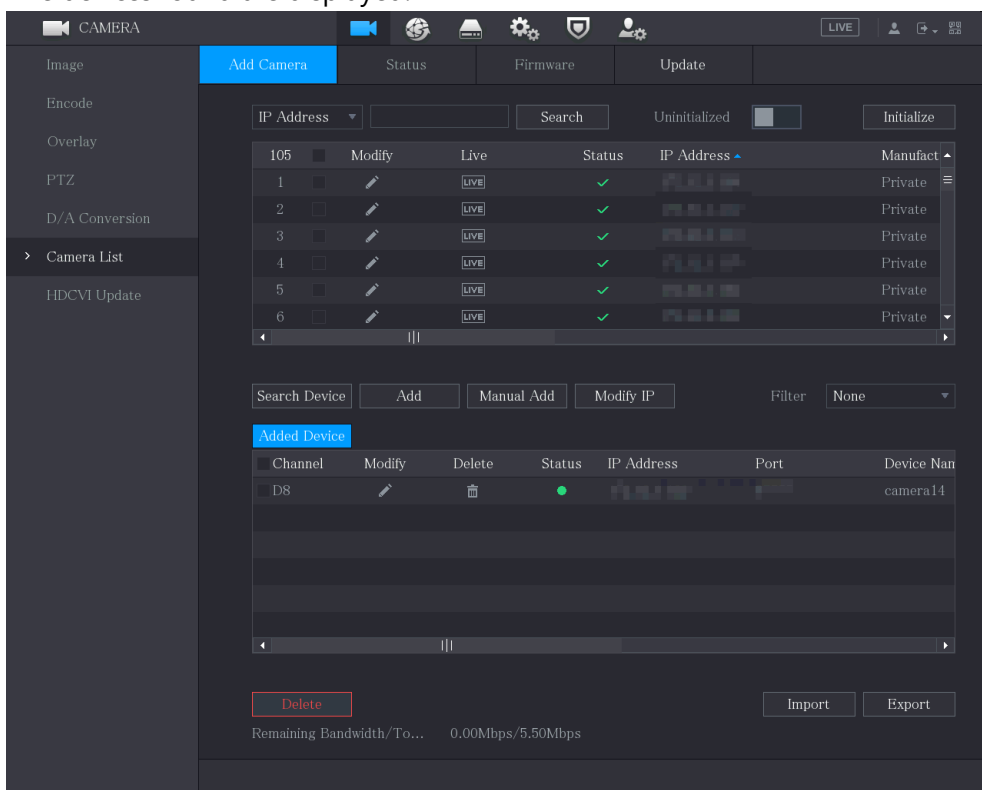 CAMERA LIVE
Image Add Camera Status Firmware Update
Encode
IP Address Search Uninitialized Initialize
Overlay
105 Modify Live Status IP Address Manufact
PTZ
1 LIVE Private
2 LIVE Private
D/A Conversion
3 LIVE Private
Camera List
4 LIVE Private
HDCVI Update
5 LIVE Private
6 LIVE Private
Search Device Add Manual Add Modify IP Filter None
Added Device
Channel Modify Delete Status IP Address Port Device Nam
D8 camera14
Delete Import Export
Remaining Bandwidth/To... 0.00Mbps/5.50Mbps